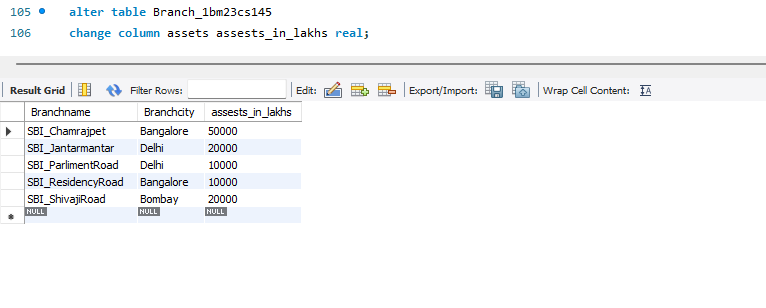 105 alter table Branch_1bm23cs145
106 change column assets assests_in_lakhs real;
Result Grid Filter Rows: Edit: Export/Import: Wrap Cell Content: IA
Branchname Branchcity assests_in_lakhs
SBI_Chamrajpet Bangalore 50000
SBI_Jantarmantar Delhi 20000
SBI_ParlimentRoad Delhi 10000
SBI_ResidencyRoad Bangalore 10000
SBI_ShivajiRoad Bombay 20000
NULL NULL NULL